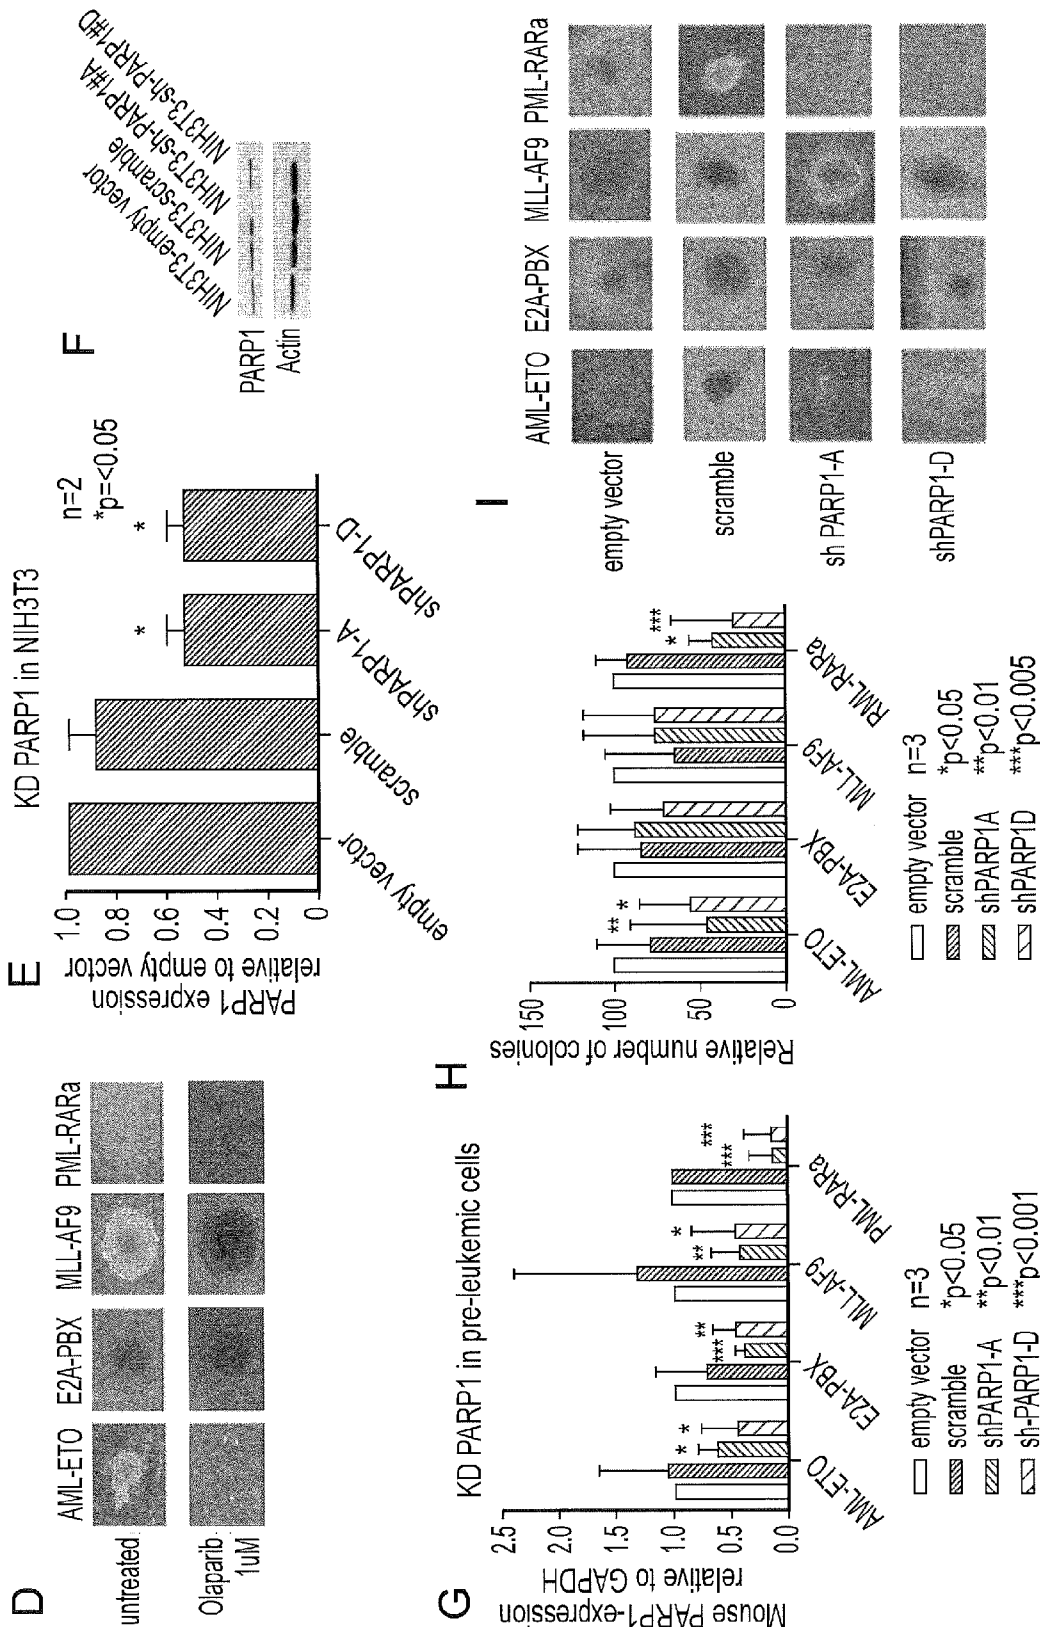 D
AML-ETO E2A-PBX MLL-AF9 PML-RARa
untreated
Olaparib
1uM
E
KD PARP1 in NIH3T3
n=2
*p=<0.05
PARP1 expression
relative to empty vector
1.0
0.8
0.6
0.4
0.2
0
* *
empty vector
scramble
shPARP1-A
shPARP1-D
F
NIH3T3-empty vector
NIH3T3-scramble
NIH3T3-sh-PARP1#A
NIH3T3-sh-PARP1#D
PARP1
Actin
G
KD PARP1 in pre-leukemic cells
Mouse PARP1-expression
relative to GAPDH
2.5
2.0
1.5
1.0
0.5
0.0
* * *** ** ** * *** ***
AML-ETO
E2A-PBX
MLL-AF9
PML-RARa
empty vector n=3
scramble *p<0.05
shPARP1-A **p<0.01
sh-PARP1-D ***p<0.001
H
Relative number of colonies
150
100
50
0
** * * ***
AML-ETO
E2A-PBX
MLL-AF9
RML-RARa
empty vector n=3
scramble *p<0.05
shPARP1A **p<0.01
shPARP1D ***p<0.005
I
AML-ETO E2A-PBX MLL-AF9 PML-RARa
empty vector
scramble
sh PARP1-A
shPARP1-D